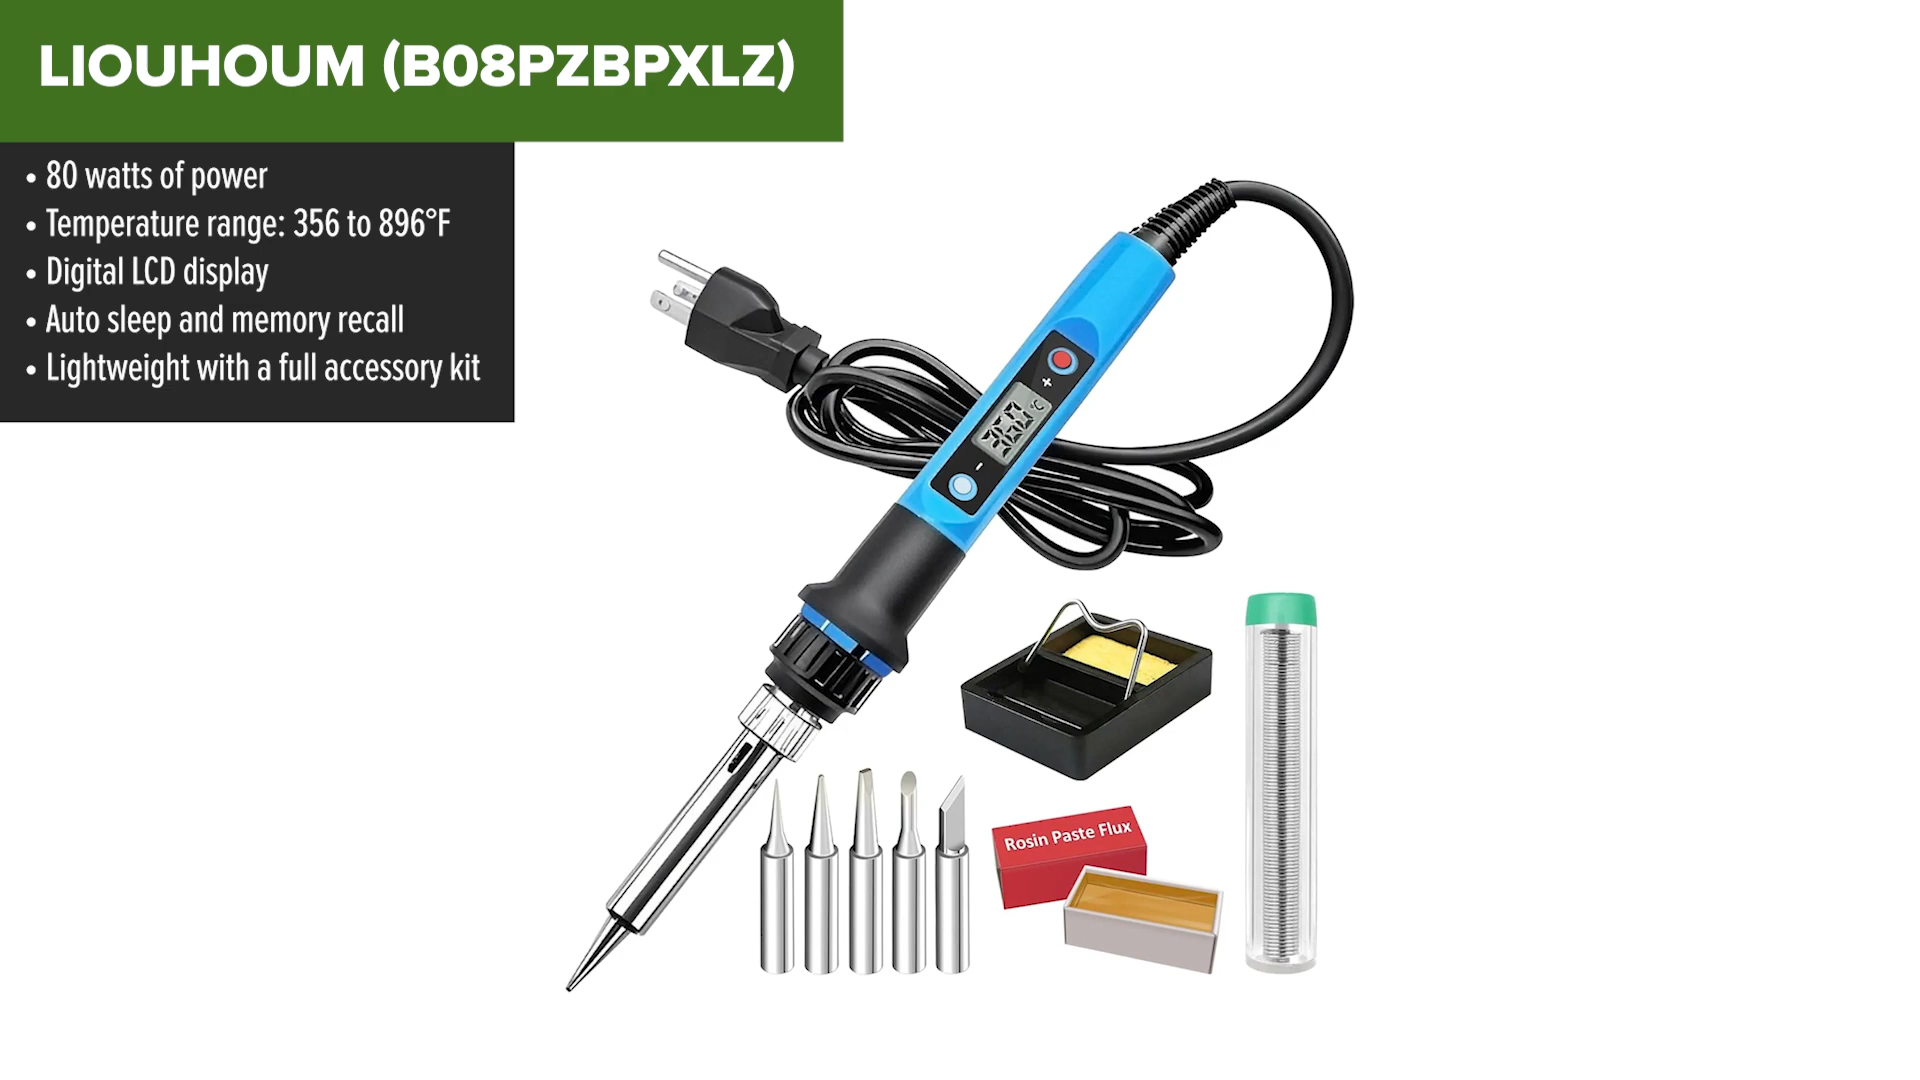 LIOUHOUM (B08PZBPXLZ)
• 80 watts of power
• Temperature range: 356 to 896°F
• Digital LCD display
• Auto sleep and memory recall
• Lightweight with a full accessory kit
+
360 °C
-
Rosin Paste Flux